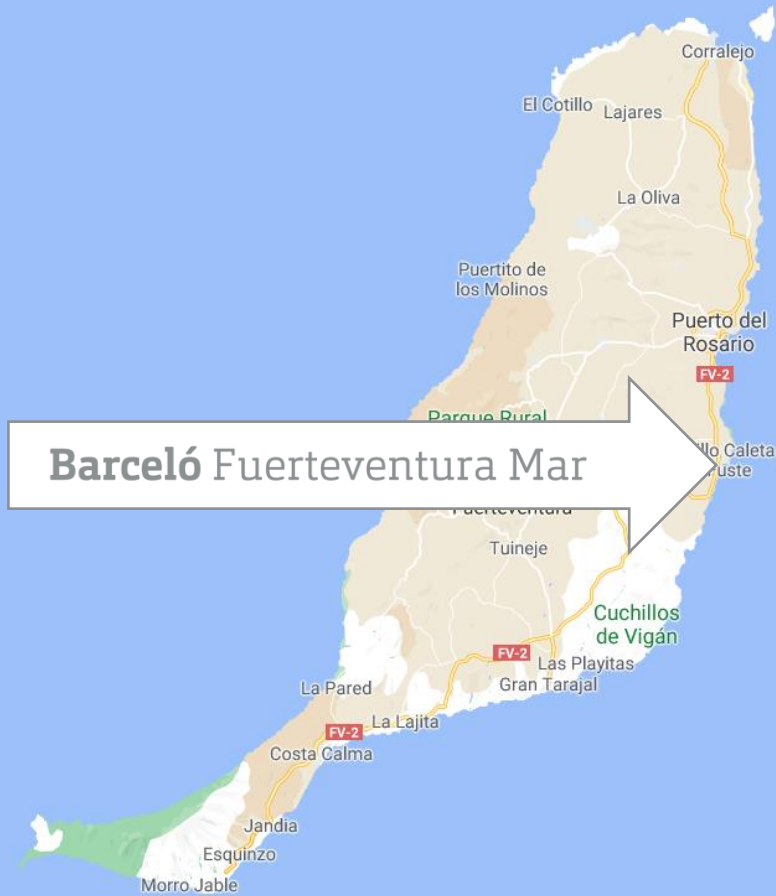 Corralejo
El Cotillo
Lajares
La Oliva
Puertito de
los Molinos
Puerto del
Rosario
FV-2
Parque Rural
Barceló Fuerteventura Mar
Caleta
Fuerteventura
Tuineje
Cuchillos
de Vigán
FV-2
Las Playitas
Gran Tarajal
La Pared
La Lajita
FV-2
Costa Calma
Jandia
Esquinzo
Morro Jable